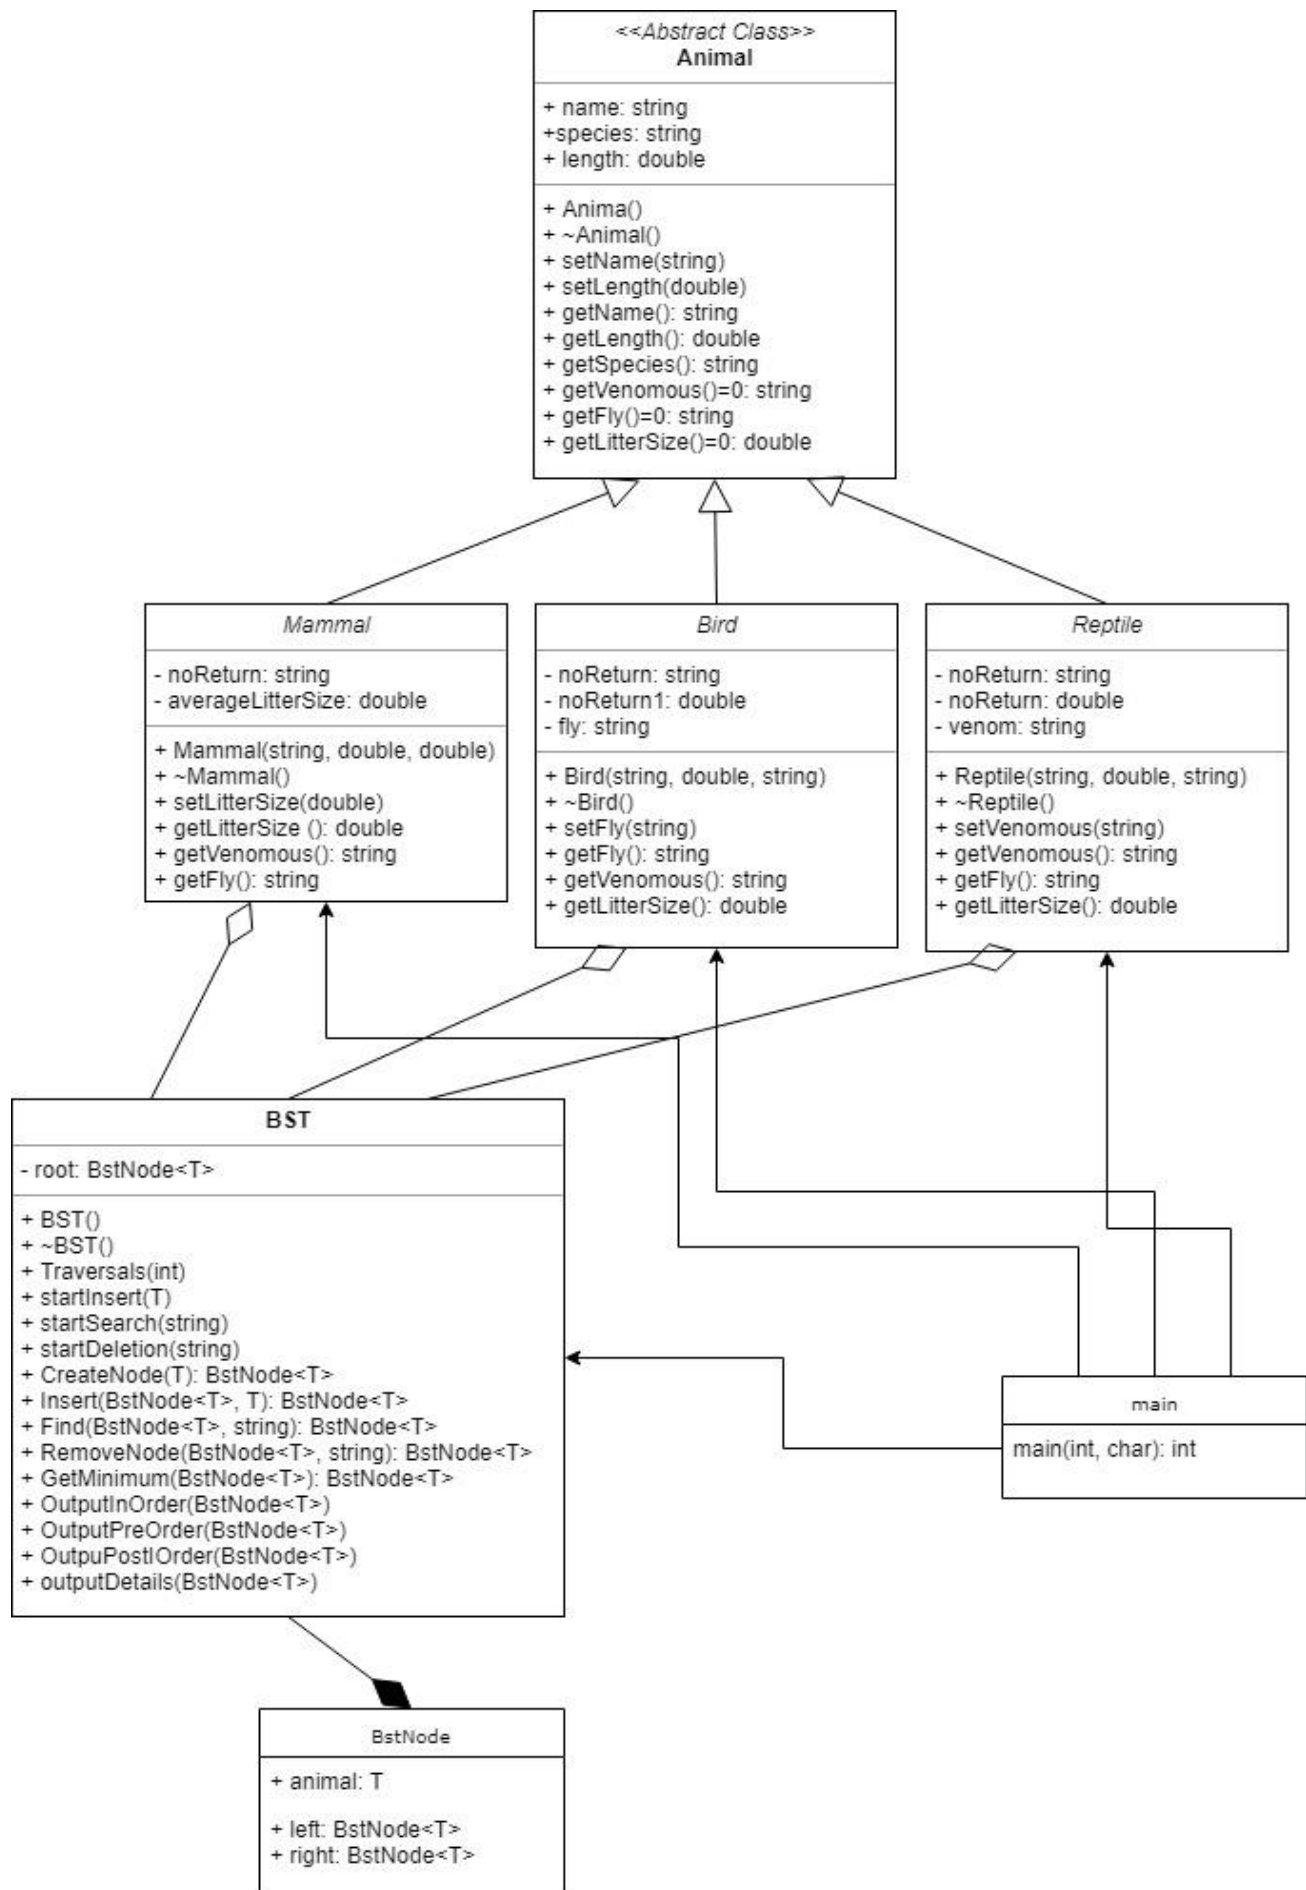 <<Abstract Class>>
Animal
+ name: string
+species: string
+ length: double
+ Anima()
+ ~Animal()
+ setName(string)
+ setLength(double)
+ getName(): string
+ getLength(): double
+ getSpecies(): string
+ getVenomous()=0: string
+ getFly()=0: string
+ getLitterSize()=0: double
Mammal
- noReturn: string
- averageLitterSize: double
+ Mammal(string, double, double)
+ ~Mammal()
+ setLitterSize(double)
+ getLitterSize (): double
+ getVenomous(): string
+ getFly(): string
Bird
- noReturn: string
- noReturn1: double
- fly: string
+ Bird(string, double, string)
+ ~Bird()
+ setFly(string)
+ getFly(): string
+ getVenomous(): string
+ getLitterSize(): double
Reptile
- noReturn: string
- noReturn: double
- venom: string
+ Reptile(string, double, string)
+ ~Reptile()
+ setVenomous(string)
+ getVenomous(): string
+ getFly(): string
+ getLitterSize(): double
BST
- root: BstNode<T>
+ BST()
+ ~BST()
+ Traversals(int)
+ startInsert(T)
+ startSearch(string)
+ startDeletion(string)
+ CreateNode(T): BstNode<T>
+ Insert(BstNode<T>, T): BstNode<T>
+ Find(BstNode<T>, string): BstNode<T>
+ RemoveNode(BstNode<T>, string): BstNode<T>
+ GetMinimum(BstNode<T>): BstNode<T>
+ OutputInOrder(BstNode<T>)
+ OutputPreOrder(BstNode<T>)
+ OutpuPostlOrder(BstNode<T>)
+ outputDetails(BstNode<T>)
main
main(int, char): int
BstNode
+ animal: T
+ left: BstNode<T>
+ right: BstNode<T>